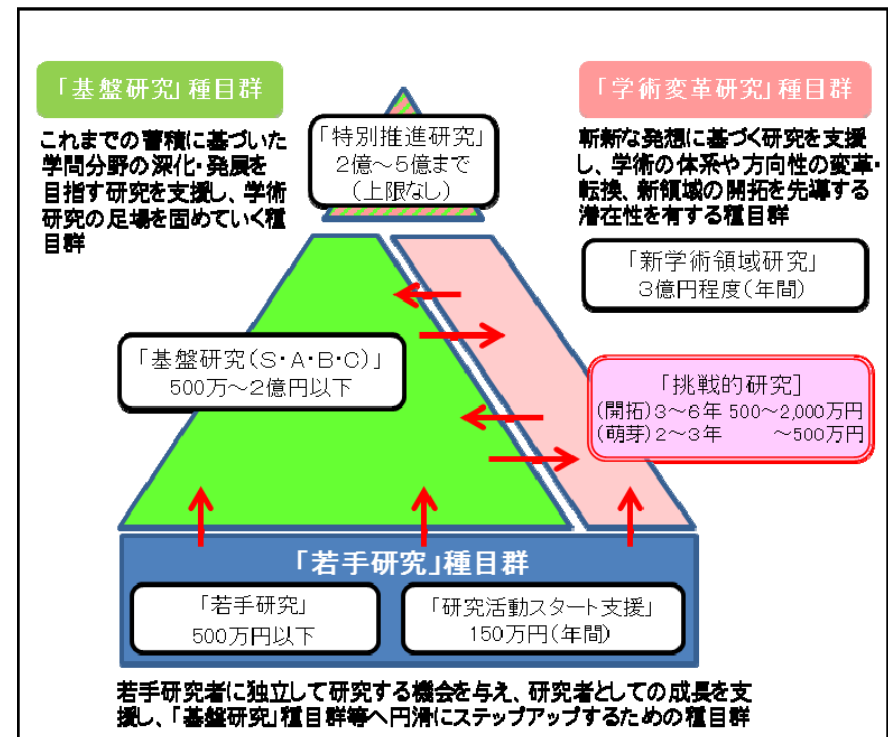 「基盤研究」種目群
これまでの蓄積に基づいた
学問分野の深化・発展を
目指す研究を支援し、学術
研究の足場を固めていく種
目群
「特別推進研究」
2億～5億まで
(上限なし)
「学術変革研究」種目群
斬新な発想に基づく研究を支援
し、学術の体系や方向性の変革・
転換、新領域の開拓を先導する
潜在性を有する種目群
「新学術領域研究」
3億円程度(年間)
「基盤研究(S・A・B・C)」
500万～2億円以下
「挑戦的研究]
(開拓)3～6年 500～2,000万円
(萌芽)2～3年 ～500万円
「若手研究」種目群
「若手研究」
500万円以下
「研究活動スタート支援」
150万円(年間)
若手研究者に独立して研究する機会を与え、研究者としての成長を支
援し、「基盤研究」種目群等へ円滑にステップアップするための種目群